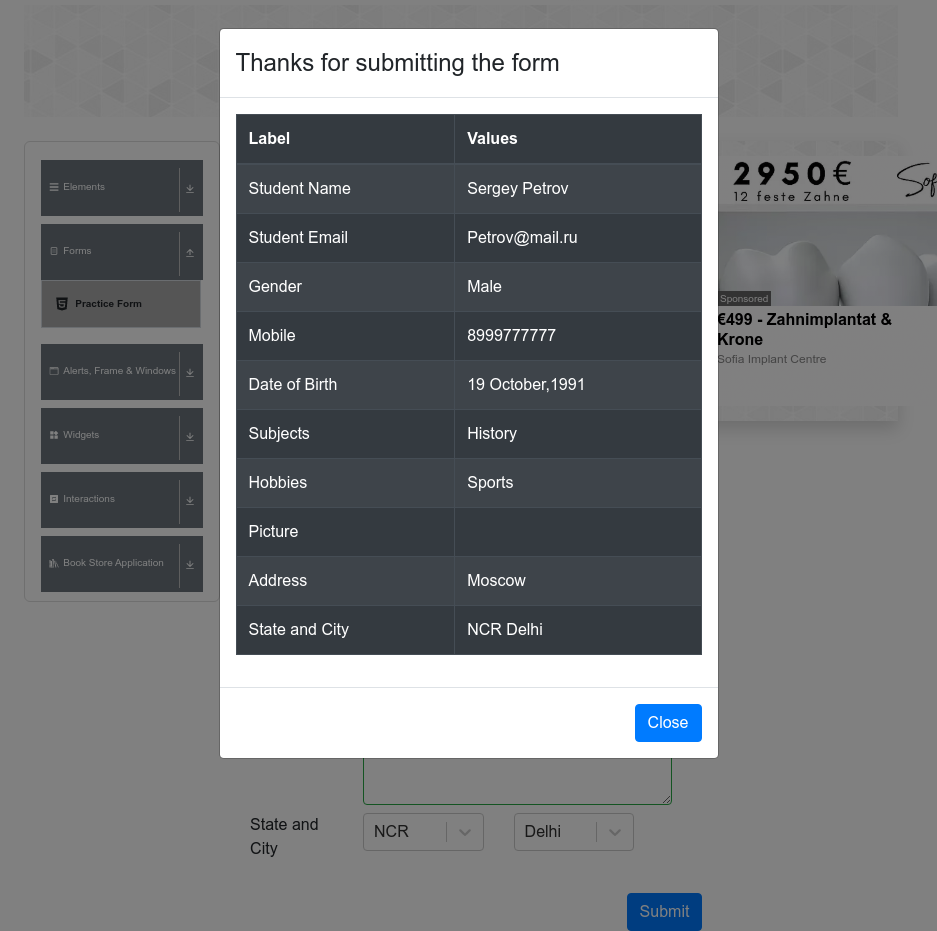 Thanks for submitting the form
Label Values
Student Name Sergey Petrov
Student Email Petrov@mail.ru
Gender Male
Mobile 8999777777
Date of Birth 19 October,1991
Subjects History
Hobbies Sports
Picture
Address Moscow
State and City NCR Delhi
Close
Elements
Forms
Practice Form
Alerts, Frame & Windows
Widgets
Interactions
Book Store Application
2950€
12 feste Zahne
Sof
Sponsored
€499 - Zahnimplantat &
Krone
Sofia Implant Centre
State and
City
NCR
Delhi
Submit